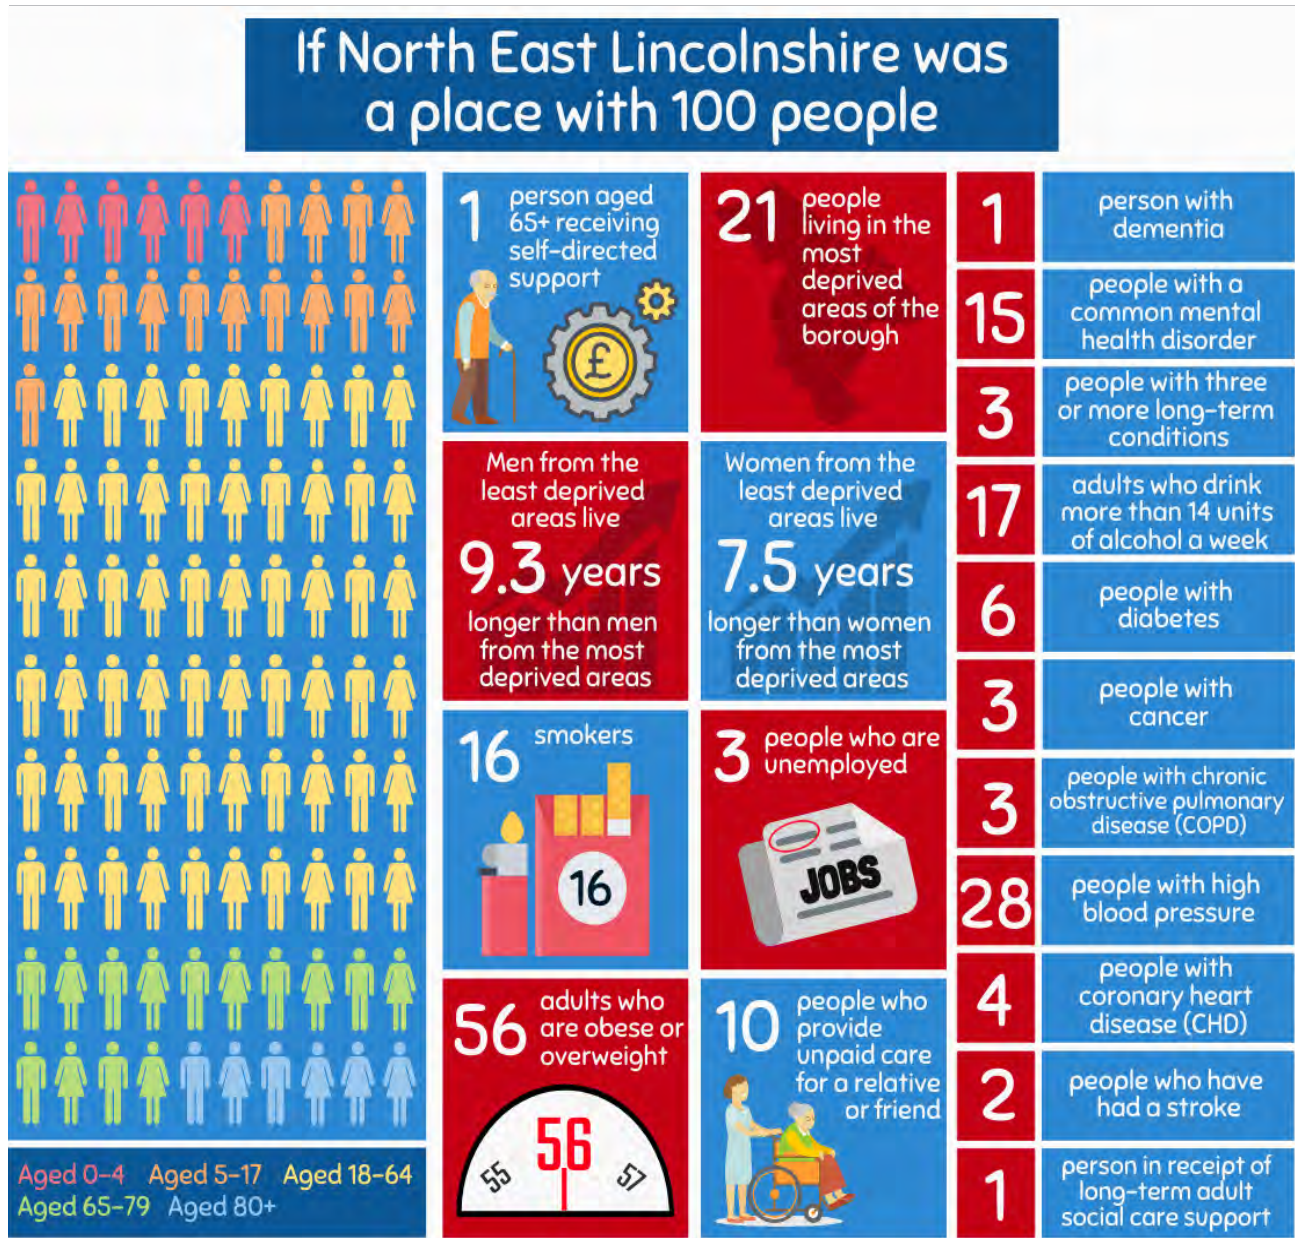 If North East Lincolnshire was
a place with 100 people
Aged 0-4 Aged 5-17 Aged 18-64
Aged 65-79 Aged 80+
1 person aged
65+ receiving
self-directed
support
£
21 people
living in the
most
deprived
areas of the
borough
Men from the
least deprived
areas live
9.3 years
longer than men
from the most
deprived areas
Women from the
least deprived
areas live
7.5 years
longer than women
from the most
deprived areas
16 smokers
16
3 people who are
unemployed
JOBS
56 adults who
are obese or
overweight
55 56 57
10 people who
provide
unpaid care
for a relative
or friend
1 person with
dementia
15 people with a
common mental
health disorder
3 people with three
or more long-term
conditions
17 adults who drink
more than 14 units
of alcohol a week
6 people with
diabetes
3 people with
cancer
3 people with chronic
obstructive pulmonary
disease (COPD)
28 people with high
blood pressure
4 people with
coronary heart
disease (CHD)
2 people who have
had a stroke
1 person in receipt of
long-term adult
social care support